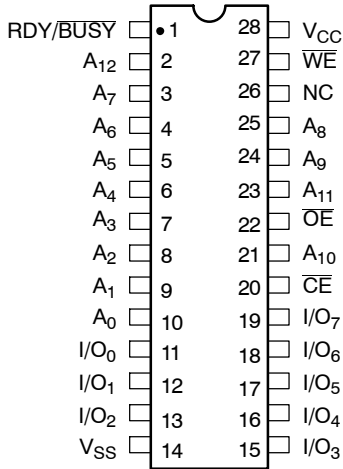 RDY/BUSY • 1 28 VCC
A12 2 27 WE
A7 3 26 NC
A6 4 25 A8
A5 5 24 A9
A4 6 23 A11
A3 7 22 OE
A2 8 21 A10
A1 9 20 CE
A0 10 19 I/O7
I/O0 11 18 I/O6
I/O1 12 17 I/O5
I/O2 13 16 I/O4
VSS 14 15 I/O3